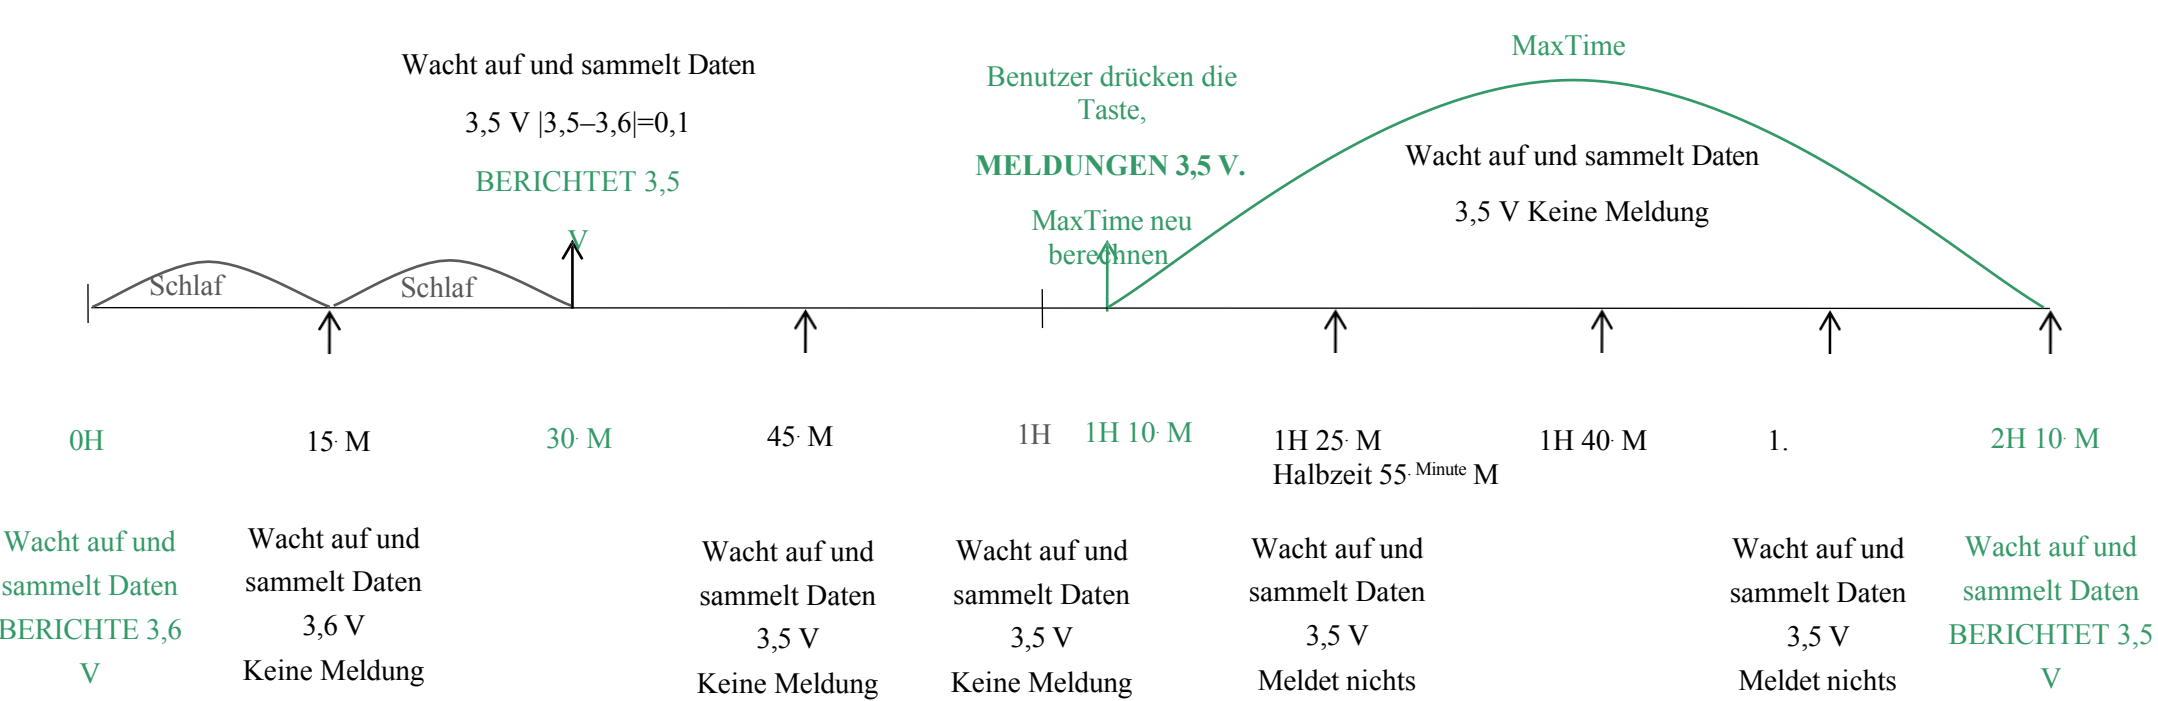 Wacht auf und sammelt Daten
3,5 V |3,5–3,6|=0,1
BERICHTET 3,5
V
Benutzer drücken die
Taste,
MELDUNGEN 3,5 V.
MaxTime neu
berechnen
MaxTime
Wacht auf und sammelt Daten
3,5 V Keine Meldung
Schlaf
Schlaf
0H
15. M
30. M
45. M
1H
1H 10. M
1H 25. M
Halbzeit 55. Minute M
1H 40. M
1.
2H 10. M
Wacht auf und
sammelt Daten
BERICHTE 3,6
V
Wacht auf und
sammelt Daten
3,6 V
Keine Meldung
Wacht auf und
sammelt Daten
3,5 V
Keine Meldung
Wacht auf und
sammelt Daten
3,5 V
Keine Meldung
Wacht auf und
sammelt Daten
3,5 V
Meldet nichts
Wacht auf und
sammelt Daten
3,5 V
Meldet nichts
Wacht auf und
sammelt Daten
BERICHTET 3,5
V